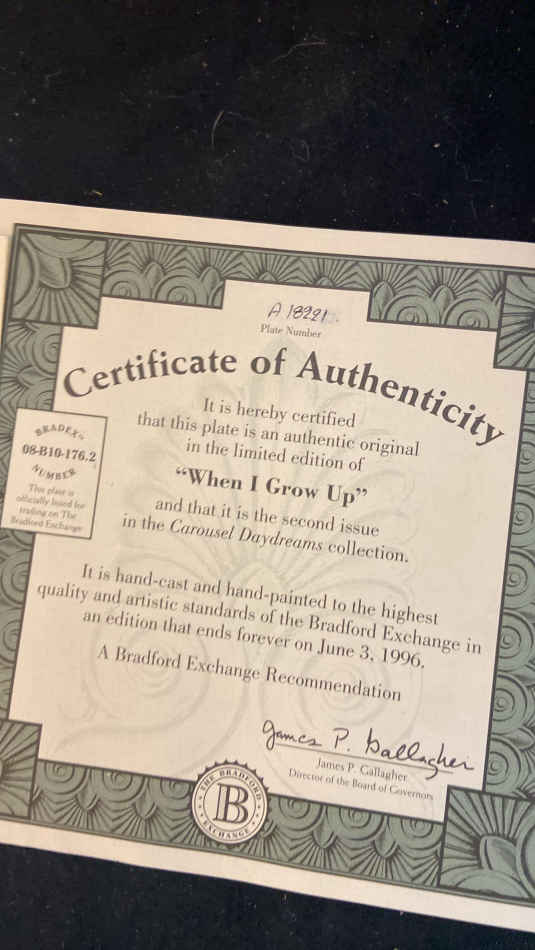 A 18221.
Plate Number
Certificate of Authenticity
It is hereby certified
that this plate is an authentic original
in the limited edition of
“When I Grow Up”
and that it is the second issue
in the Carousel Daydreams collection.
BRADEX
08-B10-176.2
NUMBER
This plate is
officially listed for
trading on The
Bradford Exchange
It is hand-cast and hand-painted to the highest
quality and artistic standards of the Bradford Exchange in
an edition that ends forever on June 3, 1996.
A Bradford Exchange Recommendation
James P. Gallagher
James P. Gallagher
Director of the Board of Governors
THE BRADFORD
B
EXCHANGE